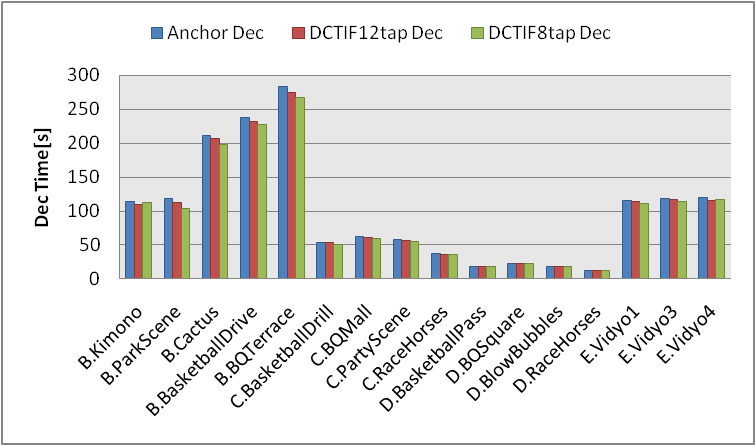 Anchor Dec DCTIF12tap Dec DCTIF8tap Dec
Dec Time[s]
300
250
200
150
100
50
0
B.Kimono
B.ParkScene
B.Cactus
B.BasketballDrive
B.BQTerrace
C.BasketballDrill
C.BQMall
C.PartyScene
C.RaceHorses
D.BasketballPass
D.BQSquare
D.BlowBubbles
D.RaceHorses
E.Vidyo1
E.Vidyo3
E.Vidyo4